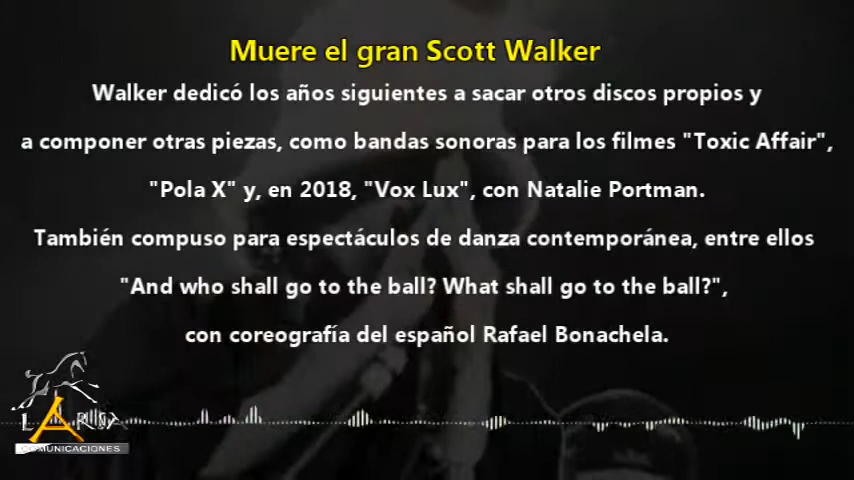 Muere el gran Scott Walker
Walker dedicó los años siguientes a sacar otros discos propios y
a componer otras piezas, como bandas sonoras para los filmes "Toxic Affair",
"Pola X" y, en 2018, "Vox Lux", con Natalie Portman.
También compuso para espectáculos de danza contemporánea, entre ellos
"And who shall go to the ball? What shall go to the ball?",
con coreografía del español Rafael Bonachela.
COMUNICACIONES